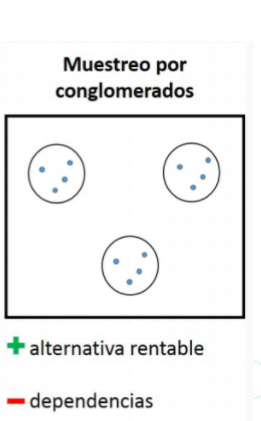 Muestreo por
conglomerados
+ alternativa rentable
- dependencias